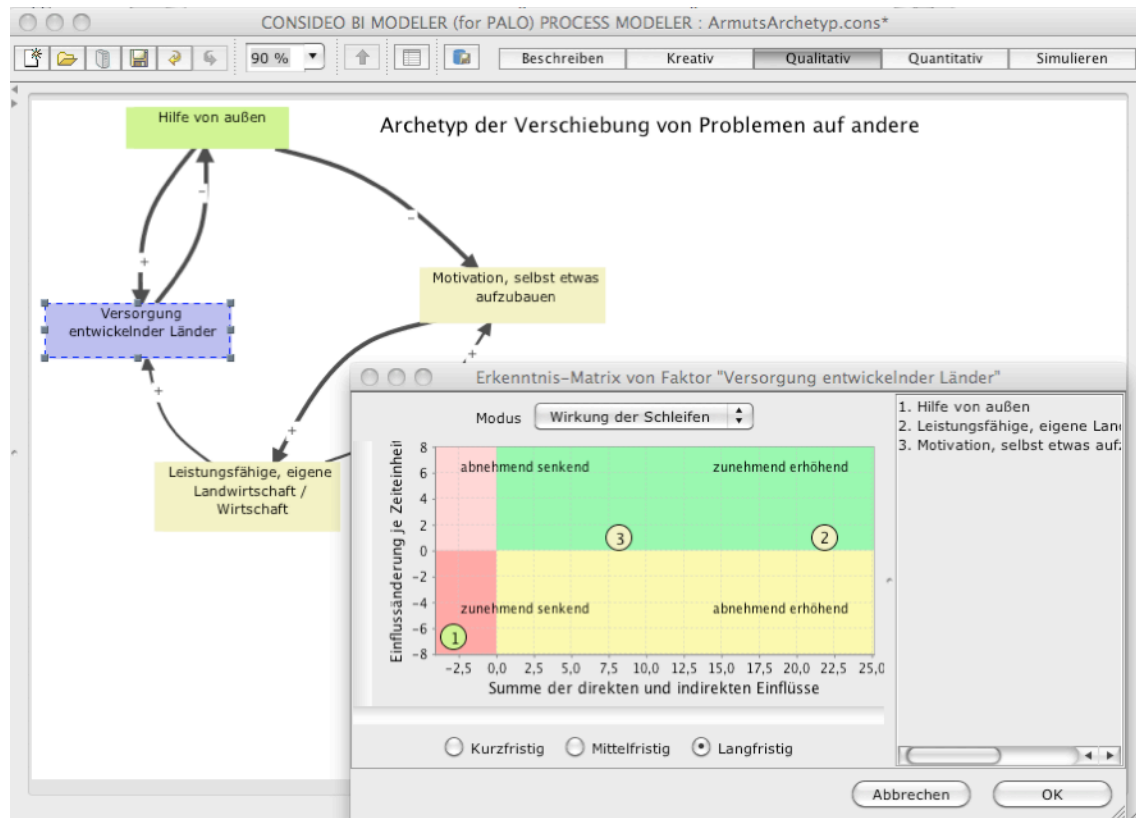 CONSIDEO BI MODELER (for PALO) PROCESS MODELER : ArmutsArchetyp.cons*
90 %
Beschreiben
Kreativ
Qualitativ
Quantitativ
Simulieren
Archetyp der Verschiebung von Problemen auf andere
Hilfe von außen
-
-
+
Motivation, selbst etwas
aufzubauen
Versorgung
entwickelnder Länder
+
+
+
Leistungsfähige, eigene
Landwirtschaft /
Wirtschaft
Erkenntnis-Matrix von Faktor "Versorgung entwickelnder Länder"
Modus
Wirkung der Schleifen
Einflussänderung je Zeiteinheit
8
6
4
2
0
-2
-4
-6
-8
abnehmend senkend
zunehmend erhöhend
3
2
zunehmend senkend
abnehmend erhöhend
1
-2,5 0,0 2,5 5,0 7,5 10,0 12,5 15,0 17,5 20,0 22,5 25,0
Summe der direkten und indirekten Einflüsse
1. Hilfe von außen
2. Leistungsfähige, eigene Lan
3. Motivation, selbst etwas auf
Kurzfristig
Mittelfristig
Langfristig
Abbrechen
OK